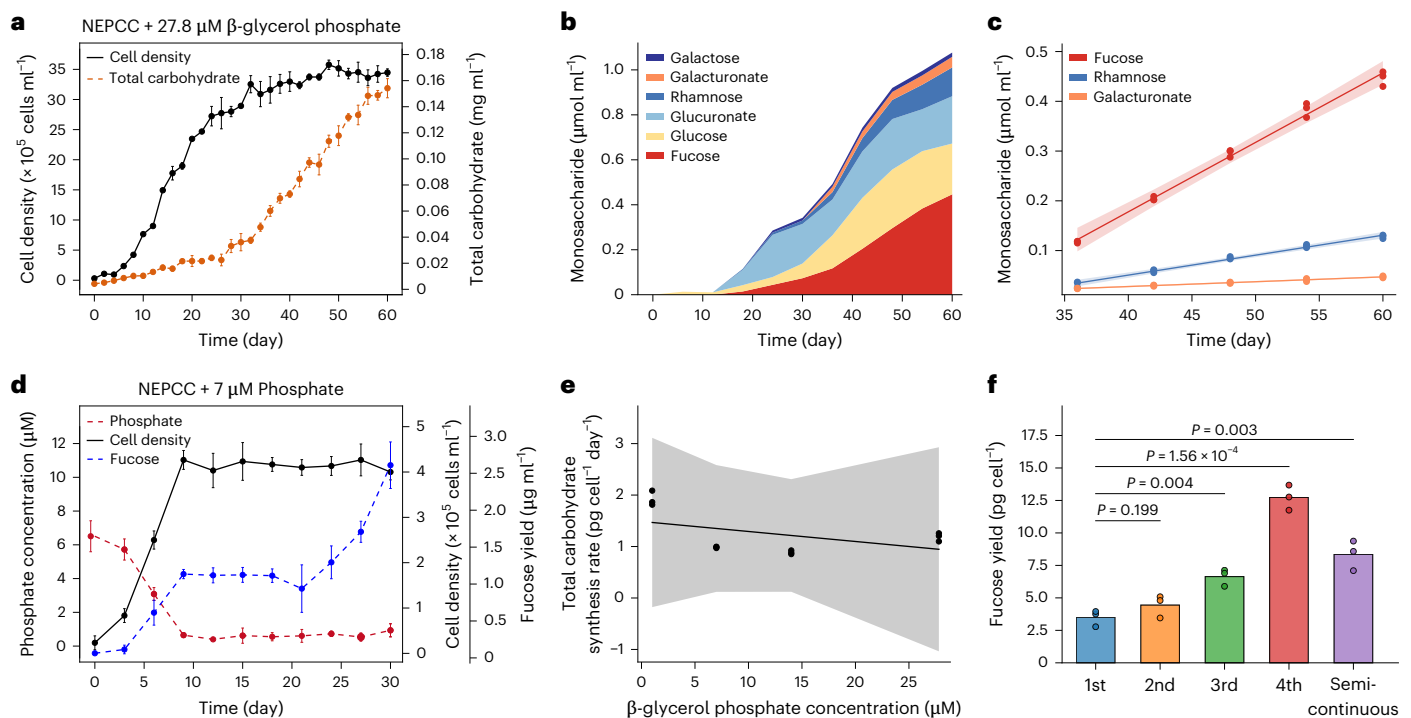 a
NEPCC + 27.8 μM β-glycerol phosphate
Cell density
Total carbohydrate
Cell density (× 10⁵ cells ml⁻¹)
35
30
25
20
15
10
5
0
0.18
0.16
0.14
0.12
0.10
0.08
0.06
0.04
0.02
0
Total carbohydrate (mg ml⁻¹)
0 10 20 30 40 50 60
Time (day)
b
Galactose
Galacturonate
Rhamnose
Glucuronate
Glucose
Fucose
Monosaccharide (μmol ml⁻¹)
1.0
0.8
0.6
0.4
0.2
0
0 10 20 30 40 50 60
Time (day)
c
Fucose
Rhamnose
Galacturonate
Monosaccharide (μmol ml⁻¹)
0.5
0.4
0.3
0.2
0.1
36 40 45 50 55 60
Time (day)
d
NEPCC + 7 μM Phosphate
Phosphate
Cell density
Fucose
Phosphate concentration (μM)
12
10
8
6
4
2
0
5
4
3
2
1
0
Cell density (×10⁵ cells ml⁻¹)
3.0
2.5
2.0
1.5
1.0
0.5
0
Fucose yield (μg ml⁻¹)
0 5 10 15 20 25 30
Time (day)
e
Total carbohydrate
synthesis rate (pg cell⁻¹ day⁻¹)
3
2
1
0
−1
0 5 10 15 20 25
β-glycerol phosphate concentration (μM)
f
Fucose yield (pg cell⁻¹)
17.5
15.0
12.5
10.0
7.5
5.0
2.5
0
P = 0.003
P = 1.56 × 10⁻⁴
P = 0.004
P = 0.199
1st 2nd 3rd 4th Semi-
continuous